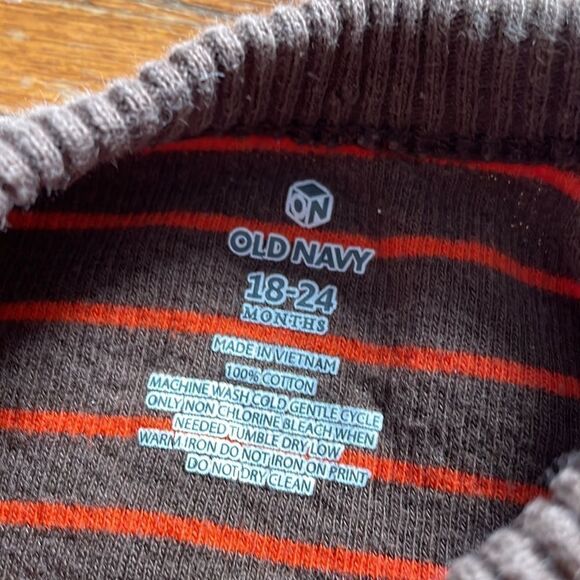 ON
OLD NAVY
18-24
MONTHS
MADE IN VIETNAM
100% COTTON
MACHINE WASH COLD, GENTLE CYCLE
ONLY NON CHLORINE BLEACH WHEN
NEEDED TUMBLE DRY LOW
WARM IRON DO NOT IRON ON PRINT
DO NOT DRY CLEAN